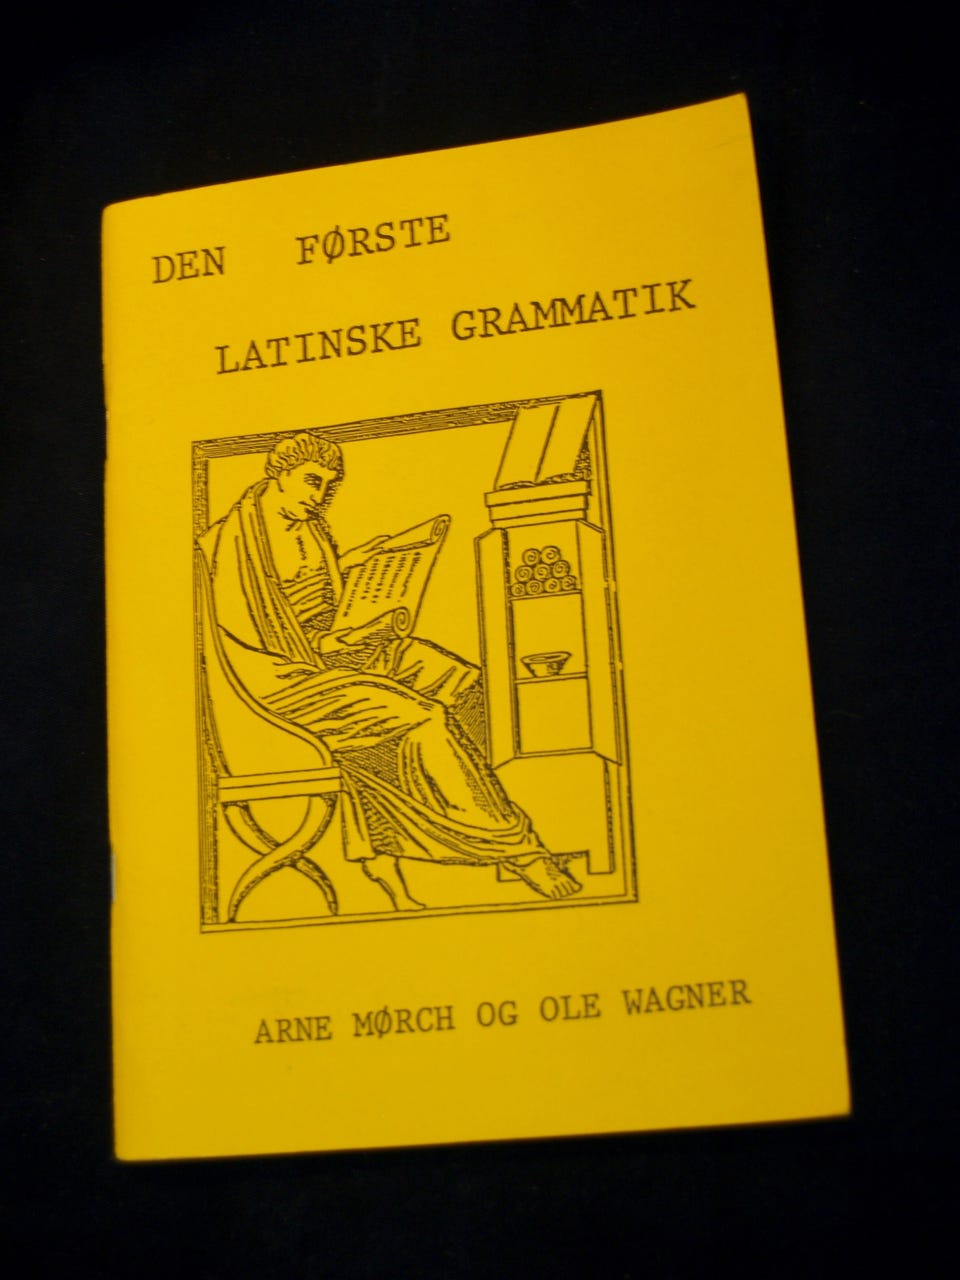 DEN FØRSTE
LATINSKE GRAMMATIK
ARNE MØRCH OG OLE WAGNER